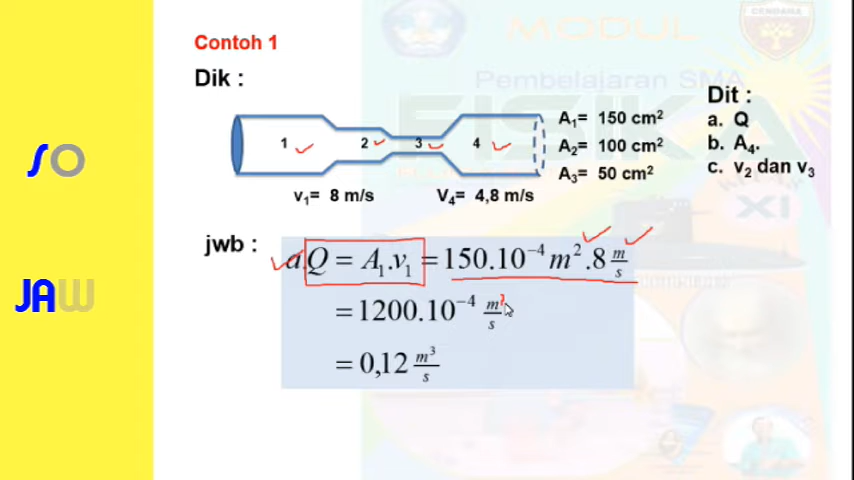 MODUL
CENDANA
Contoh 1
Pembelajaran SMA
Dik :
FISIKA
Dit :
1 2 3 4
A₁= 150 cm²
a. Q
A₂= 100 cm²
b. A₄.
A₃= 50 cm²
c. v₂ dan v₃
SO
v₁= 8 m/s
V₄= 4,8 m/s
XI
jwb :
a.Q = A₁.v₁ = 150.10⁻⁴ m².8 m/s
= 1200.10⁻⁴ m³/s
= 0,12 m³/s
JAW